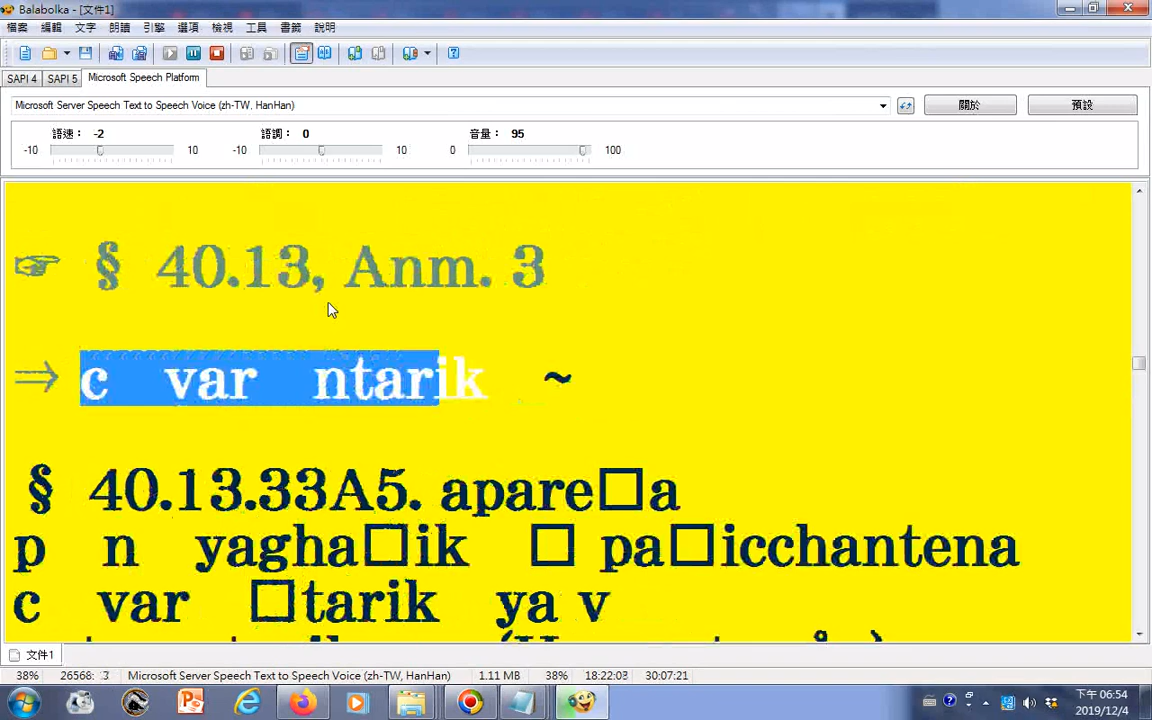 Balabolka - [文件1]
檔案 編輯 文字 朗讀 引擎 選項 檢視 工具 書籤 說明
SAPI 4 SAPI 5 Microsoft Speech Platform
Microsoft Server Speech Text to Speech Voice (zh-TW, HanHan) 關於 預設
語速： -2 語調： 0 音量： 95
-10 10 -10 10 0 100
☞ § 40.13, Anm. 3
⇒ c var ntarik ~
§ 40.13.33A5. apare□a
p n yagha□ik □ pa□icchantena
c var □tarik ya v
文件1
38% 26568: Microsoft Server Speech Text to Speech Voice (zh-TW, HanHan) 1.11 MB 38% 18:22:03 30:07:21
下午 06:54
2019/12/4